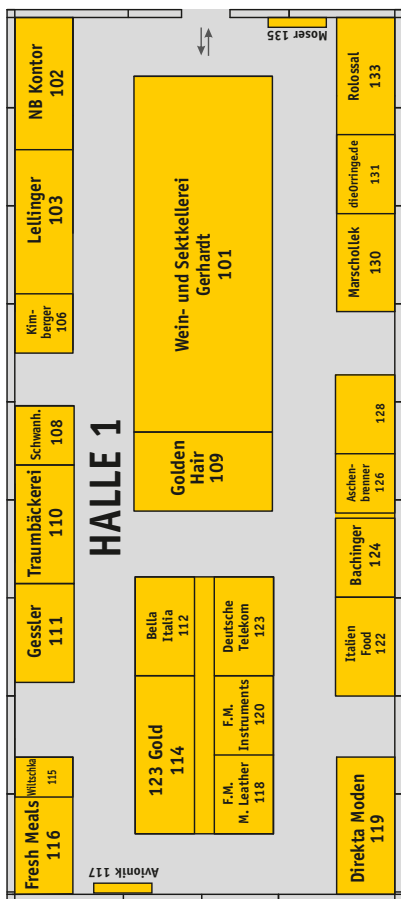 NB Kontor
102
Lellinger
103
Kim-
berger
106
Schwanh.
108
Traumbäckerei
110
Gessler
111
Wiltschka
115
Fresh Meals
116
Avionik 117
HALLE 1
Wein- und Sektkellerei
Gerhardt
101
Golden
Hair
109
Bella
Italia
112
123 Gold
114
Deutsche
Telekom
123
F.M.
Instruments
120
F.M.
M. Leather
118
Moser 135
Rolossal
133
dieOrringe.de
131
Marschollek
130
128
Aschen-
brenner
126
Bachinger
124
Italien
Food
122
Direkta Moden
119